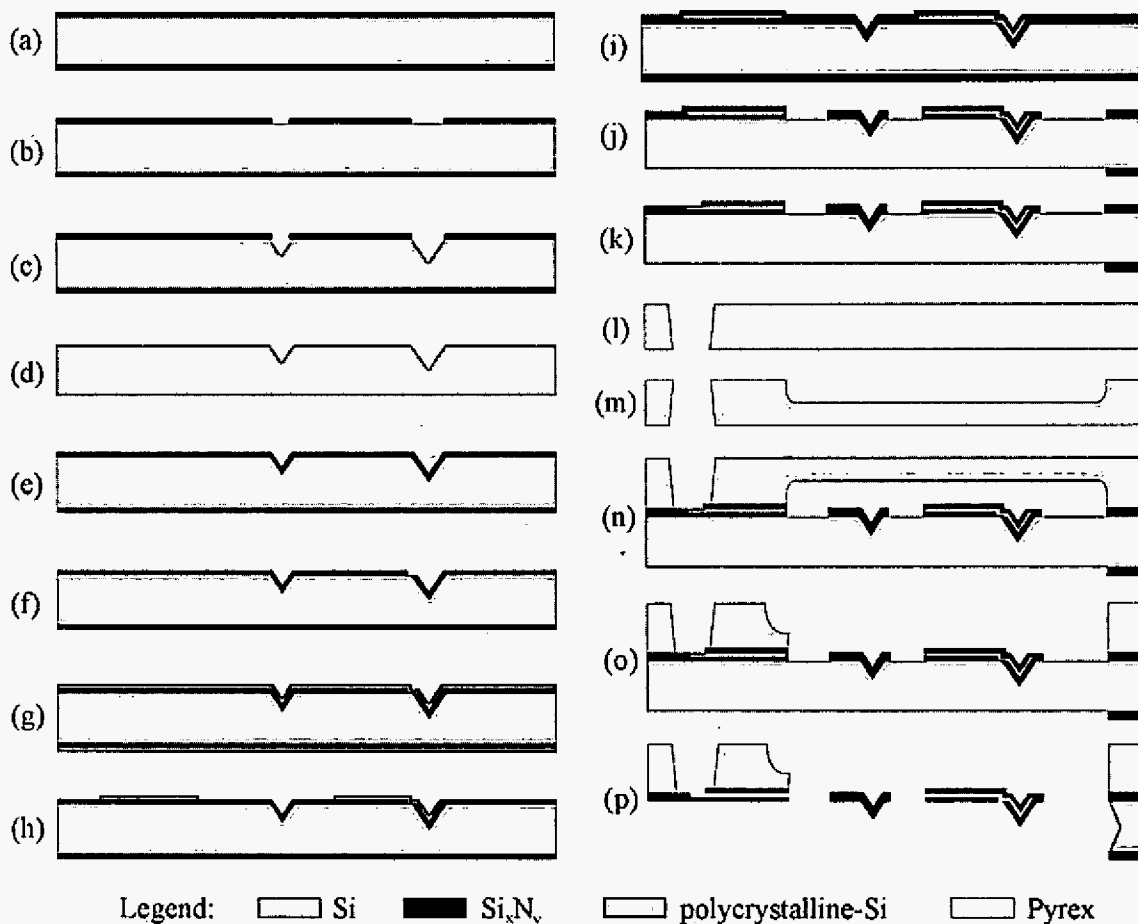 (a)
(b)
(c)
(d)
(e)
(f)
(g)
(h)
(i)
(j)
(k)
(l)
(m)
(n)
(o)
(p)
Legend: Si SixNy polycrystalline-Si Pyrex